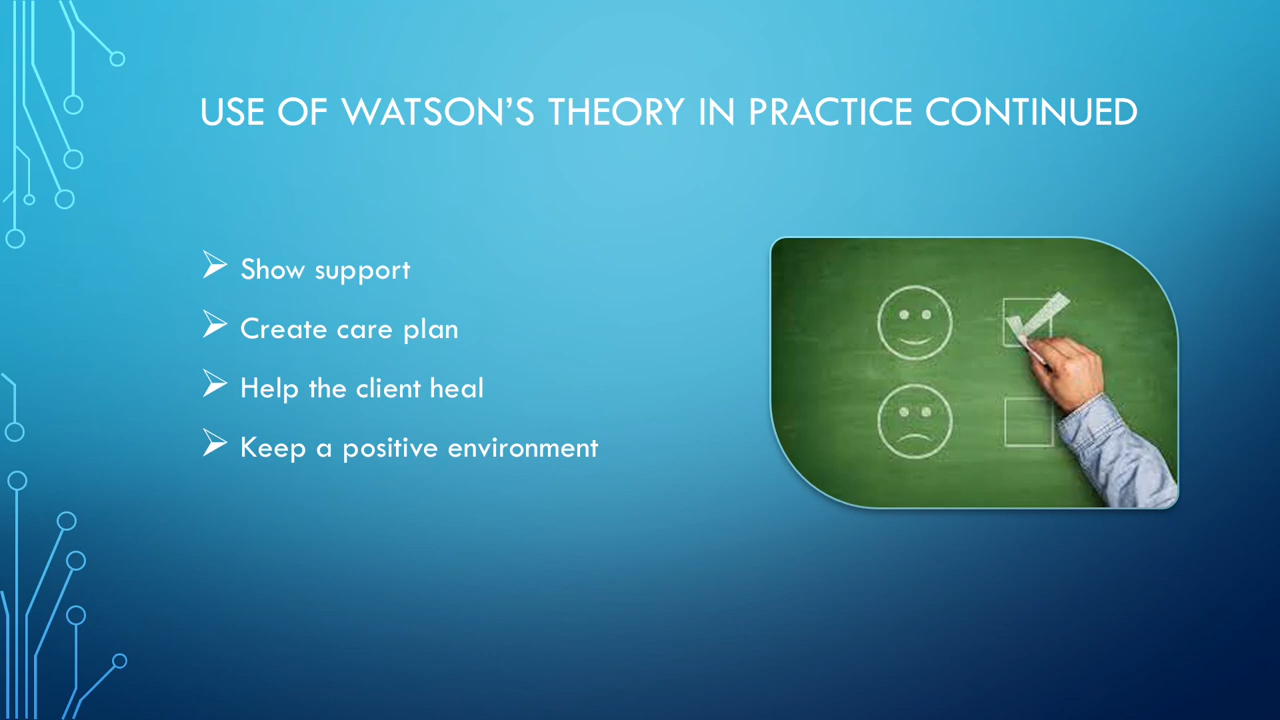 USE OF WATSON’S THEORY IN PRACTICE CONTINUED
Show support
Create care plan
Help the client heal
Keep a positive environment